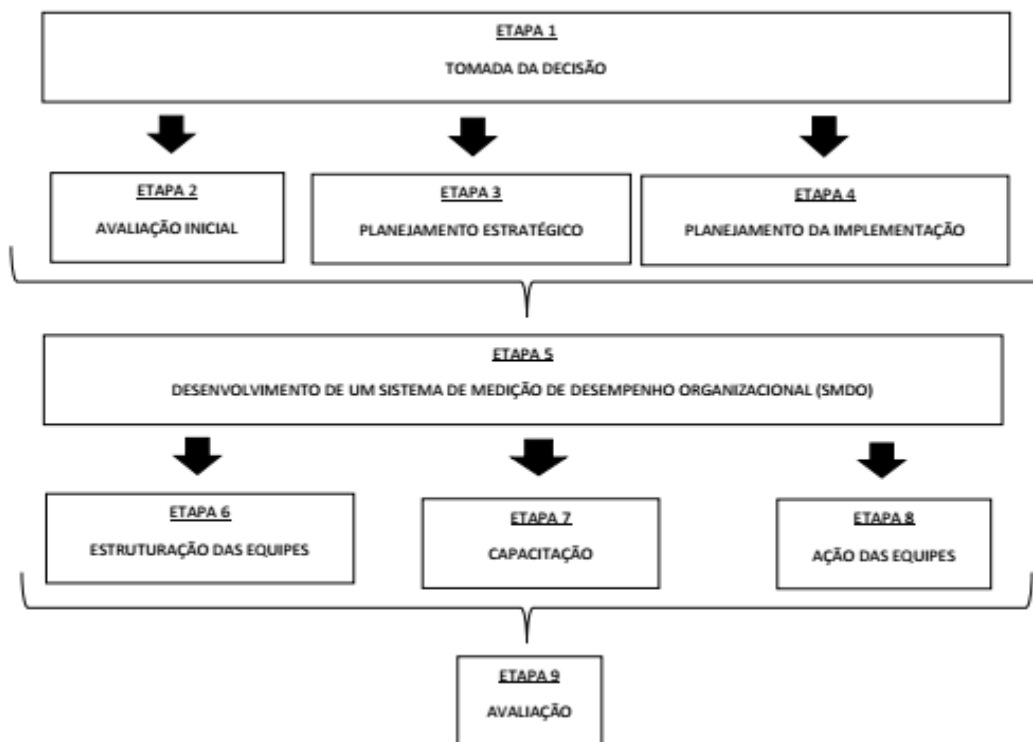 ETAPA 1
TOMADA DA DECISÃO
ETAPA 2
AVALIAÇÃO INICIAL
ETAPA 3
PLANEJAMENTO ESTRATÉGICO
ETAPA 4
PLANEJAMENTO DA IMPLEMENTAÇÃO
ETAPA 5
DESENVOLVIMENTO DE UM SISTEMA DE MEDIÇÃO DE DESEMPENHO ORGANIZACIONAL (SMDO)
ETAPA 6
ESTRUTURAÇÃO DAS EQUIPES
ETAPA 7
CAPACITAÇÃO
ETAPA 8
AÇÃO DAS EQUIPES
ETAPA 9
AVALIAÇÃO